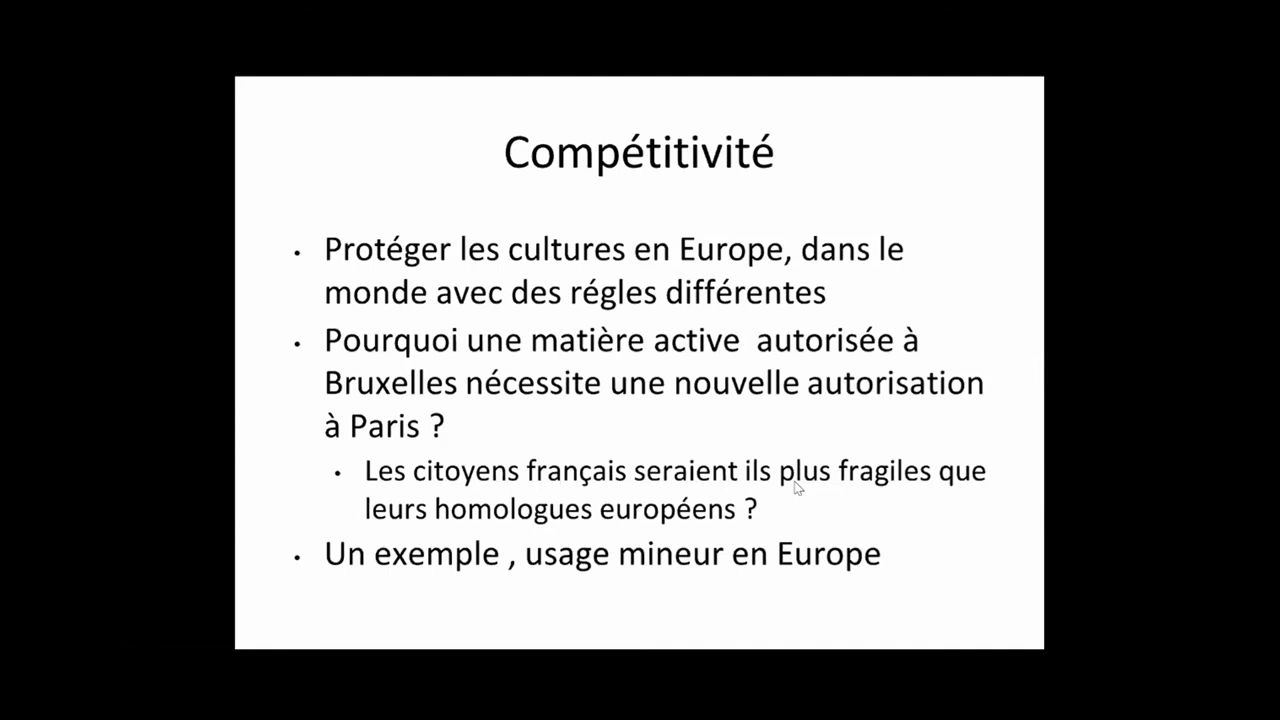 Compétitivité
• Protéger les cultures en Europe, dans le
monde avec des régles différentes
• Pourquoi une matière active  autorisée à
Bruxelles nécessite une nouvelle autorisation
à Paris ?
• Les citoyens français seraient ils plus fragiles que
leurs homologues européens ?
• Un exemple , usage mineur en Europe